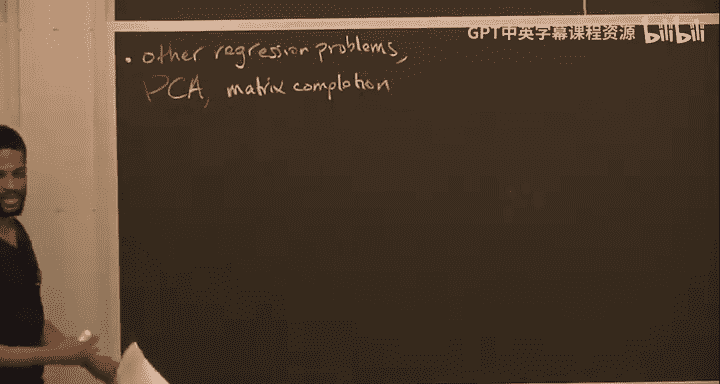 GPT中英字幕课程资源 bilibili
• other regression problems,
PCA, matrix completion